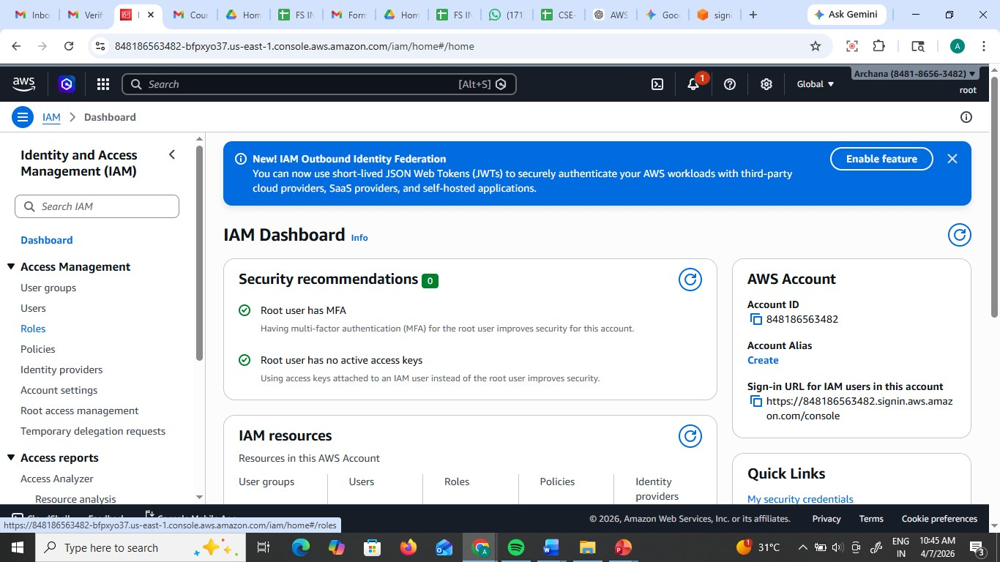 Inbo
Verif
I
Cour
Hom
FS IN
Form
Hom
FS IN
(171
CSE-
AWS
Goo
signi
Ask Gemini
848186563482-bfpxyo37.us-east-1.console.aws.amazon.com/iam/home#/home
A
aws
Search
[Alt+S]
1
Global
Archana (8481-8656-3482)
root
IAM
Dashboard
Identity and Access
Management (IAM)
Search IAM
Dashboard
Access Management
User groups
Users
Roles
Policies
Identity providers
Account settings
Root access management
Temporary delegation requests
Access reports
Access Analyzer
Resource analysis
New! IAM Outbound Identity Federation
You can now use short-lived JSON Web Tokens (JWTs) to securely authenticate your AWS workloads with third-party
cloud providers, SaaS providers, and self-hosted applications.
Enable feature
IAM Dashboard Info
Security recommendations 0
Root user has MFA
Having multi-factor authentication (MFA) for the root user improves security for this account.
Root user has no active access keys
Using access keys attached to an IAM user instead of the root user improves security.
IAM resources
Resources in this AWS Account
User groups
Users
Roles
Policies
Identity
providers
AWS Account
Account ID
848186563482
Account Alias
Create
Sign-in URL for IAM users in this account
https://848186563482.signin.aws.amaz
on.com/console
Quick Links
My security credentials
CloudShell
Feedback
Console Mobile App
https://848186563482-bfpxyo37.us-east-1.console.aws.amazon.com/iam/home#/roles
© 2026, Amazon Web Services, Inc. or its affiliates.
Privacy
Terms
Cookie preferences
Type here to search
A
31°C
ENG
IN
10:45 AM
4/7/2026
3